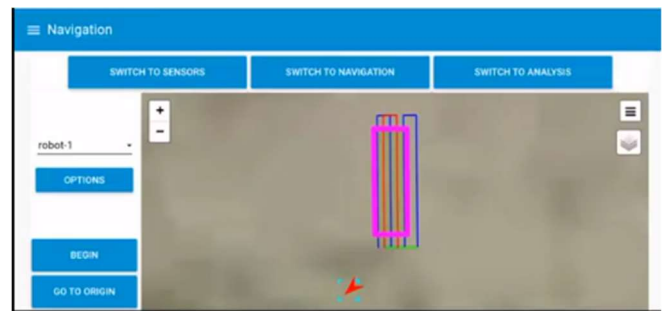 Navigation
SWITCH TO SENSORS
SWITCH TO NAVIGATION
SWITCH TO ANALYSIS
+
-
robot-1
OPTIONS
BEGIN
GO TO ORIGIN